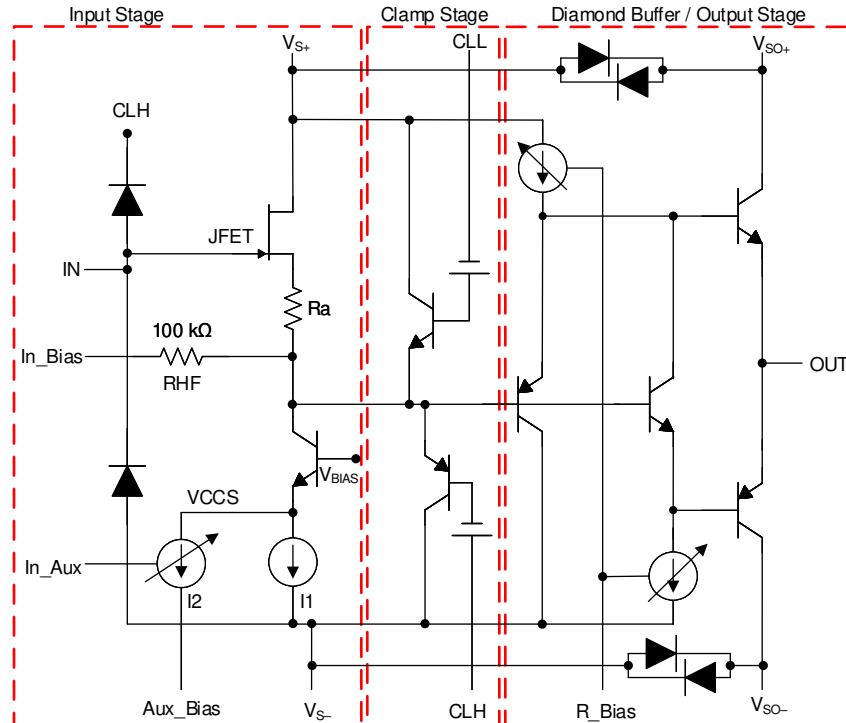 Input Stage
Clamp Stage
Diamond Buffer / Output Stage
VS+
CLL
VSO+
CLH
JFET
IN
Ra
100 kΩ
In_Bias
RHF
OUT
VBIAS
VCCS
In_Aux
I2
I1
Aux_Bias
VS–
CLH
R_Bias
VSO–